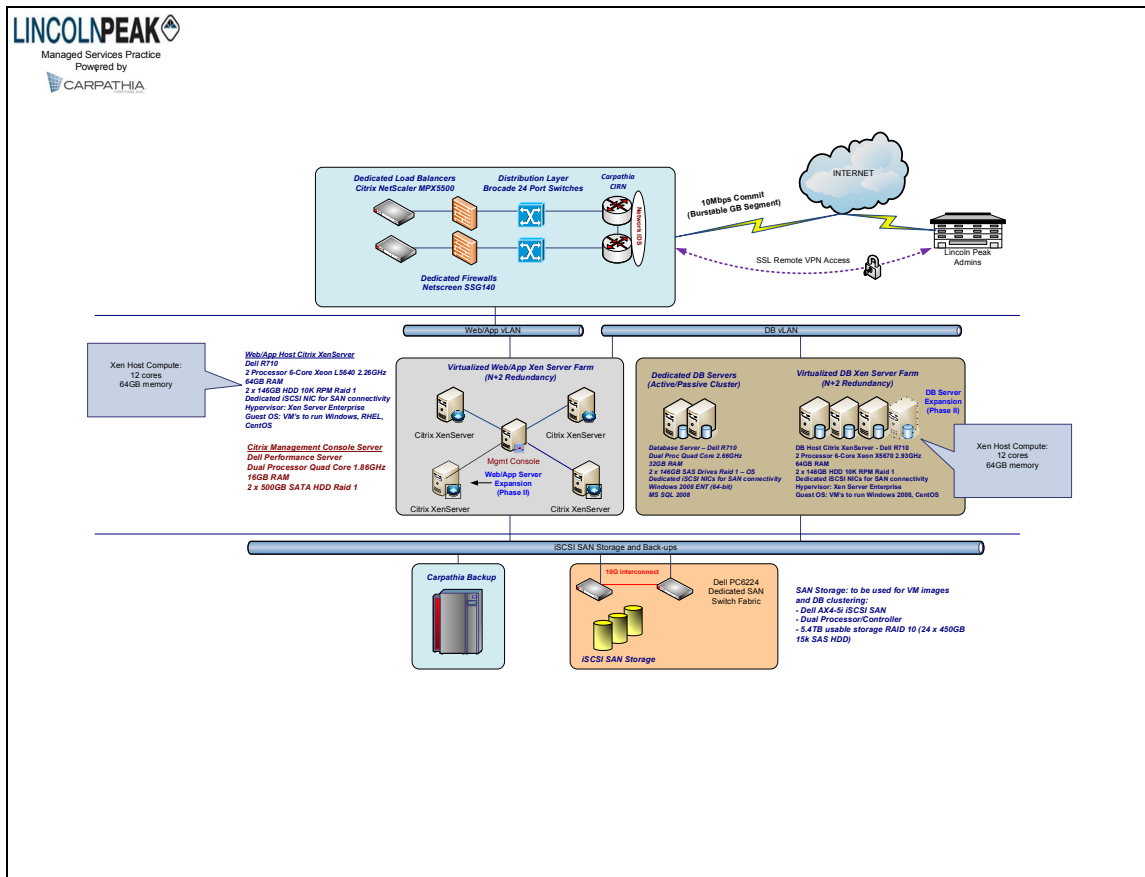 LINCOLNPEAK
Managed Services Practice
Powered by
CARPATHIA
HOSTING, INC.
Dedicated Load Balancers
Citrix NetScaler MPX5500
Distribution Layer
Brocade 24 Port Switches
Carpathia
CIRN
Network IDS
Dedicated Firewalls
Netscreen SSG140
INTERNET
10Mbps Commit
(Burstable GB Segment)
SSL Remote VPN Access
Lincoln Peak
Admins
Web/App vLAN
DB vLAN
Xen Host Compute:
12 cores
64GB memory
Web/App Host Citrix XenServer
Dell R710
2 Processor 6-Core Xeon L5640 2.26GHz
64GB RAM
2 x 146GB HDD 10K RPM Raid 1
Dedicated iSCSI NIC for SAN connectivity
Hypervisor: Xen Server Enterprise
Guest OS: VM's to run Windows, RHEL,
CentOS
Citrix Management Console Server
Dell Performance Server
Dual Processor Quad Core 1.86GHz
16GB RAM
2 x 500GB SATA HDD Raid 1
Virtualized Web/App Xen Server Farm
(N+2 Redundancy)
Citrix XenServer
Citrix XenServer
Mgmt Console
Web/App Server
Expansion
(Phase II)
Citrix XenServer
Citrix XenServer
Dedicated DB Servers
(Active/Passive Cluster)
Database Server – Dell R710
Dual Proc Quad Core 2.66GHz
32GB RAM
2 x 146GB SAS Drives Raid 1 – OS
Dedicated iSCSI NICs for SAN connectivity
Windows 2008 ENT (64-bit)
MS SQL 2008
Virtualized DB Xen Server Farm
(N+2 Redundancy)
DB Server
Expansion
(Phase II)
DB Host Citrix XenServer - Dell R710
2 Processor 6-Core Xeon X5670 2.93GHz
64GB RAM
2 x 146GB HDD 10K RPM Raid 1
Dedicated iSCSI NICs for SAN connectivity
Hypervisor: Xen Server Enterprise
Guest OS: VM's to run Windows 2008, CentOS
Xen Host Compute:
12 cores
64GB memory
iSCSI SAN Storage and Back-ups
Carpathia Backup
10G interconnect
Dell PC6224
Dedicated SAN
Switch Fabric
iSCSI SAN Storage
SAN Storage: to be used for VM images
and DB clustering:
- Dell AX4-5i iSCSI SAN
- Dual Processor/Controller
- 5.4TB usable storage RAID 10 (24 x 450GB
15k SAS HDD)